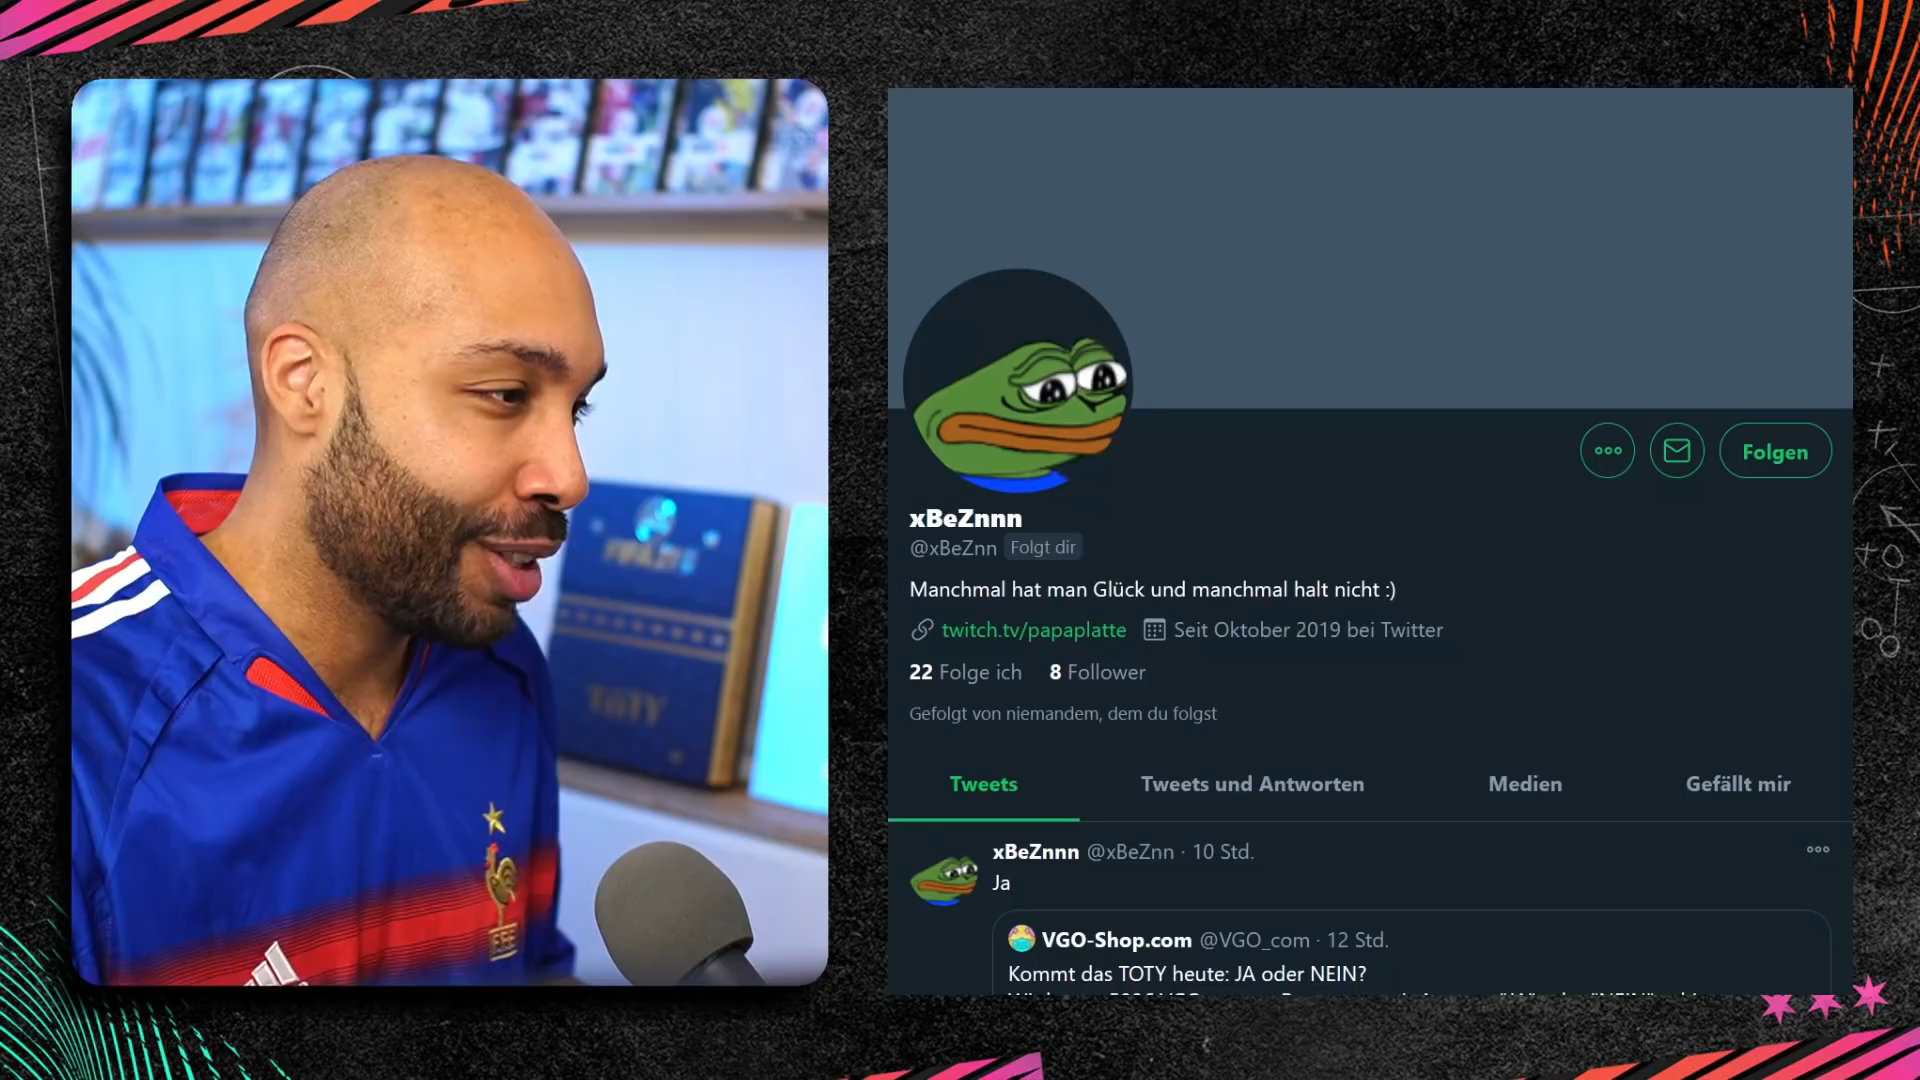 FIFA 21
TOTY
FFF
Folgen
xBeZnnn
@xBeZnn Folgt dir
Manchmal hat man Glück und manchmal halt nicht :)
twitch.tv/papaplatte Seit Oktober 2019 bei Twitter
22 Folge ich 8 Follower
Gefolgt von niemandem, dem du folgst
Tweets Tweets und Antworten Medien Gefällt mir
xBeZnnn @xBeZnn · 10 Std.
Ja
VGO-Shop.com @VGO_com · 12 Std.
Kommt das TOTY heute: JA oder NEIN?